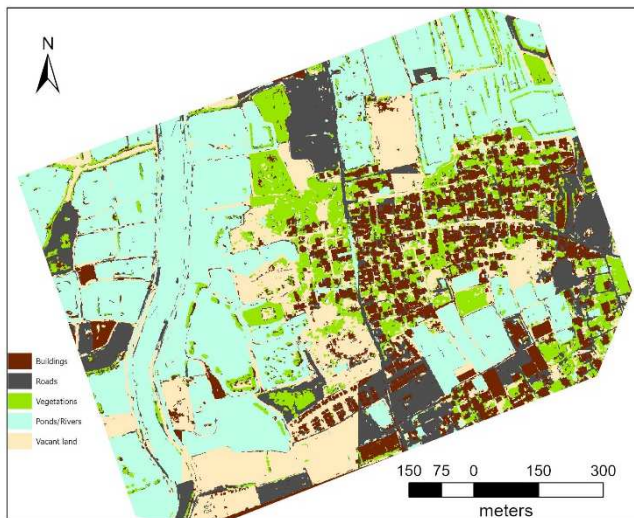 N
Buildings
Roads
Vegetations
Ponds/Rivers
Vacant land
150 75 0 150 300
meters